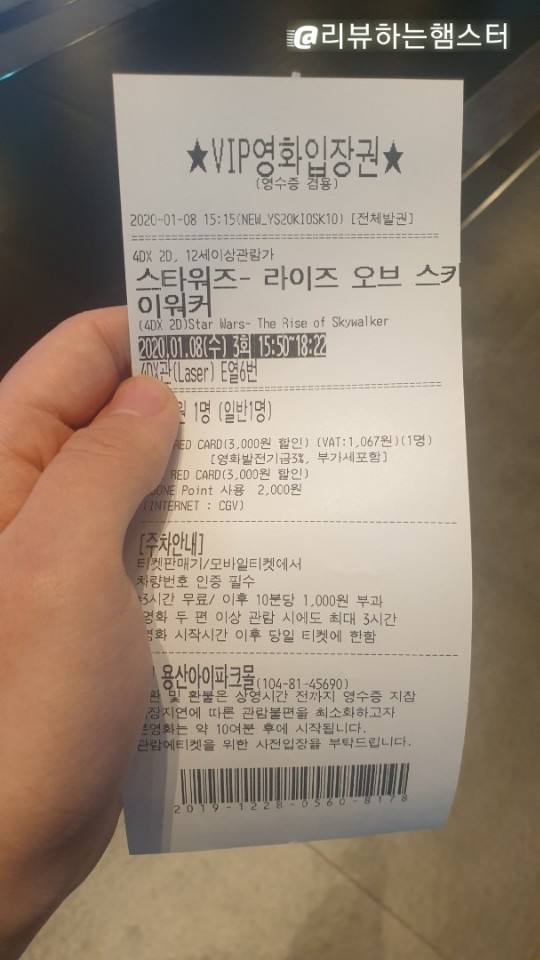 @리뷰하는햄스터
★VIP영화입장권★
(영수증 겸용)
2020-01-08 15:15(NEW_YS20KIOSK10) [전체발권]
4DX 2D, 12세이상관람가
스타워즈- 라이즈 오브 스카
이워커
(4DX 2D)Star Wars- The Rise of Skywalker
2020.01.08(수) 3회 15:50~18:22
4DX관(Laser) E열6번
1명 (일반1명)
RED CARD(3,000원 할인) (VAT:1,067원)(1명)
[영화발전기금3%, 부가세포함]
RED CARD(3,000원 할인)
Point 사용 2,000원
(INTERNET : CGV)
[주차안내]
티켓판매기/모바일티켓에서
차량번호 인증 필수
3시간 무료/ 이후 10분당 1,000원 부과
영화 두 편 이상 관람 시에도 최대 3시간
영화 시작시간 이후 당일 티켓에 한함
용산아이파크몰(104-81-45690)
및 환불은 상영시간 전까지 영수증 지참
입장지연에 따른 관람불편을 최소화하고자
본영화는 약 10여분 후에 시작됩니다.
관람에티켓을 위한 사전입장을 부탁드립니다.
2019-1228-0560-8178